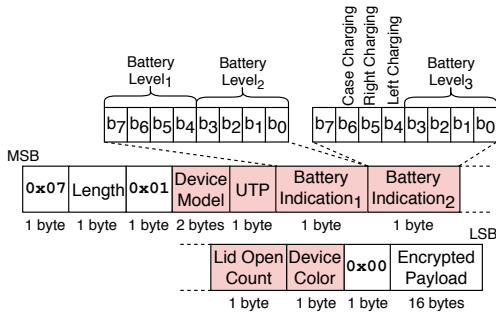 Battery Level1
Battery Level2
Case Charging
Right Charging
Left Charging
Battery Level3
b7 b6 b5 b4 b3 b2 b1 b0
b7 b6 b5 b4 b3 b2 b1 b0
MSB
0x07 Length 0x01 Device Model UTP Battery Indication1 Battery Indication2
1 byte 1 byte 1 byte 2 bytes 1 byte 1 byte 1 byte
LSB
Lid Open Count Device Color 0x00 Encrypted Payload
1 byte 1 byte 1 byte 16 bytes